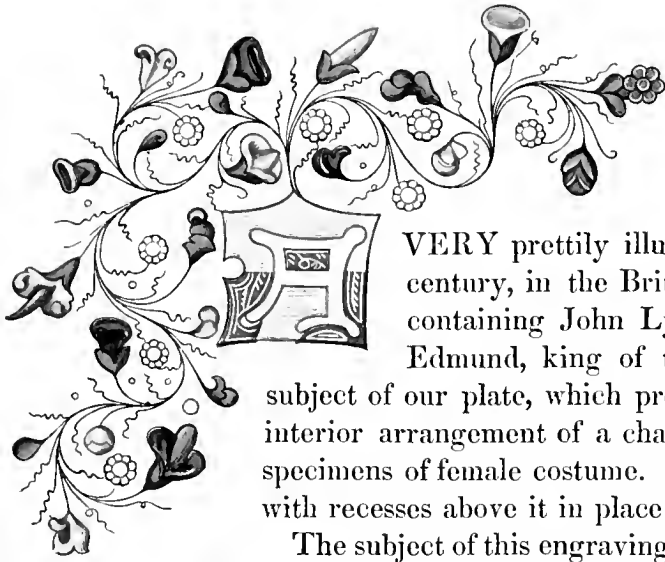 A VERY prettily illu
century, in the Bri
containing John Ly
Edmund, king of t
subject of our plate, which pr
interior arrangement of a cha
specimens of female costume.
with recesses above it in place
The subject of this engraving